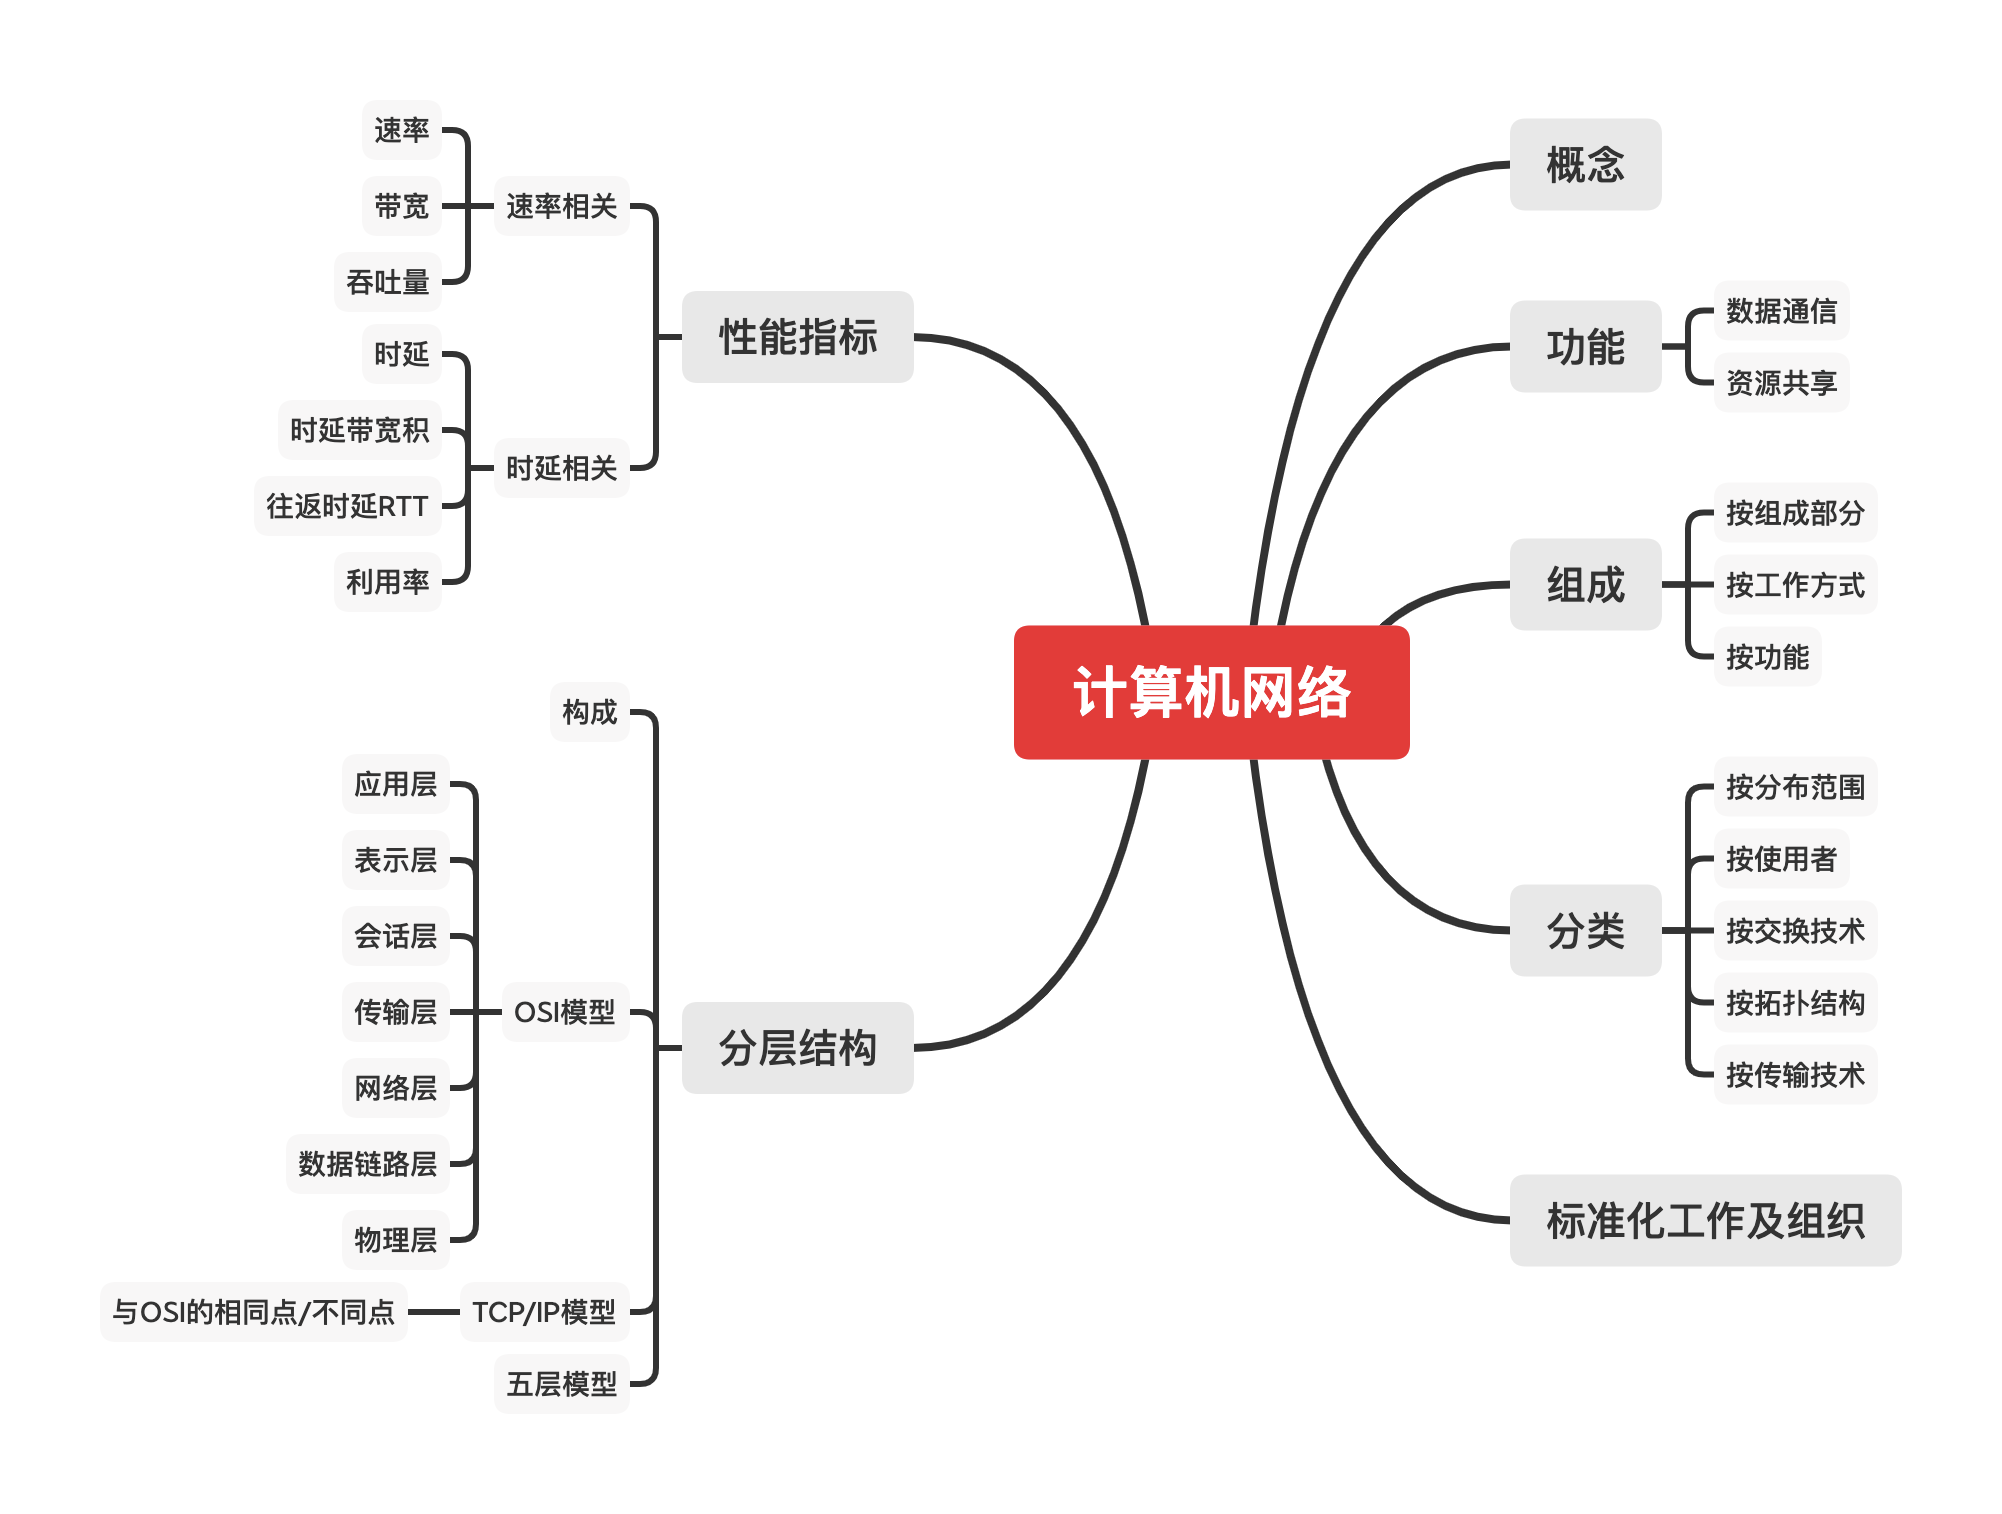 计算机网络
概念
功能
数据通信
资源共享
组成
按组成部分
按工作方式
按功能
分类
按分布范围
按使用者
按交换技术
按拓扑结构
按传输技术
标准化工作及组织
性能指标
速率相关
速率
带宽
吞吐量
时延相关
时延
时延带宽积
往返时延RTT
利用率
分层结构
构成
OSI模型
应用层
表示层
会话层
传输层
网络层
数据链路层
物理层
TCP/IP模型
与OSI的相同点/不同点
五层模型